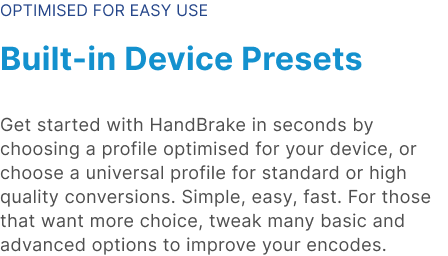 OPTIMISED FOR EASY USE
Built-in Device Presets
Get started with HandBrake in seconds by
choosing a profile optimised for your device, or
choose a universal profile for standard or high
quality conversions. Simple, easy, fast. For those
that want more choice, tweak many basic and
advanced options to improve your encodes.